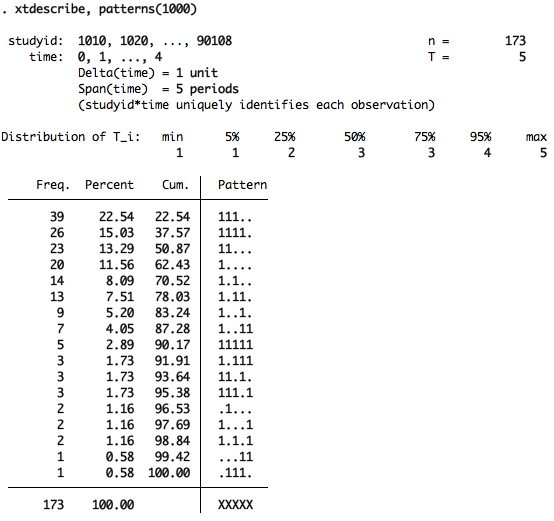 . xtdescribe, patterns(1000)
studyid: 1010, 1020, ..., 90108 n = 173
time: 0, 1, ..., 4 T = 5
Delta(time) = 1 unit
Span(time) = 5 periods
(studyid*time uniquely identifies each observation)
Distribution of T_i: min 5% 25% 50% 75% 95% max
1 1 2 3 3 4 5
Freq. Percent Cum. Pattern
39 22.54 22.54 111..
26 15.03 37.57 1111.
23 13.29 50.87 11...
20 11.56 62.43 1....
14 8.09 70.52 1.1..
13 7.51 78.03 1.11.
9 5.20 83.24 1..1.
7 4.05 87.28 1..11
5 2.89 90.17 11111
3 1.73 91.91 1.111
3 1.73 93.64 11.1.
3 1.73 95.38 111.1
2 1.16 96.53 .1...
2 1.16 97.69 1...1
2 1.16 98.84 1.1.1
1 0.58 99.42 ...11
1 0.58 100.00 .111.
173 100.00 XXXXX